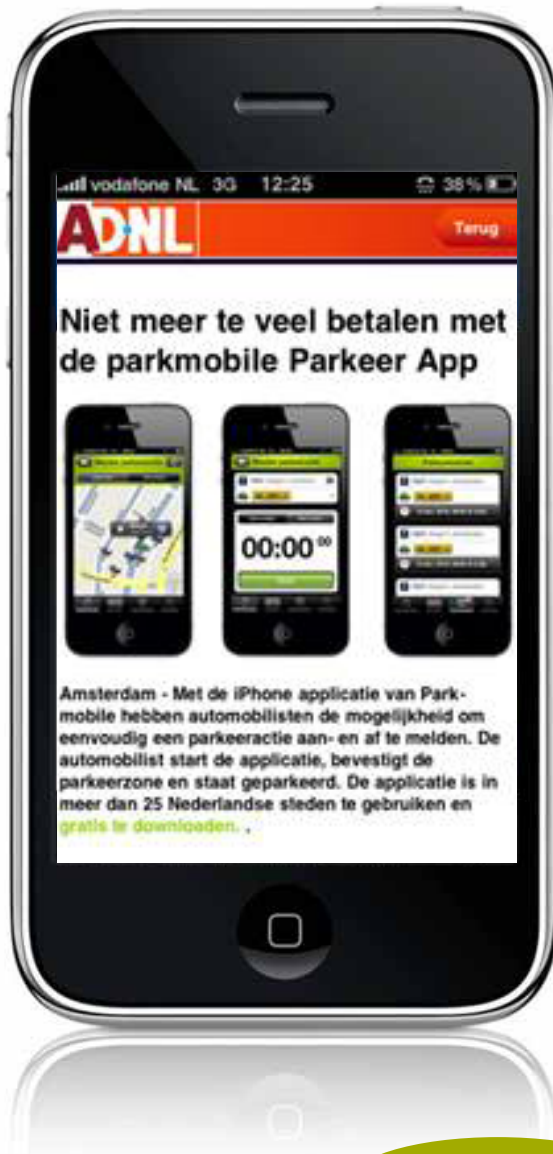 vodafone NL 3G 12:25 38%
AD·NL Terug
Niet meer te veel betalen met
de parkmobile Parkeer App
00:00 00
Amsterdam - Met de iPhone applicatie van Park-
mobile hebben automobilisten de mogelijkheid om
eenvoudig een parkeeractie aan- en af te melden. De
automobilist start de applicatie, bevestigt de
parkeerzone en staat geparkeerd. De applicatie is in
meer dan 25 Nederlandse steden te gebruiken en
gratis te downloaden. .